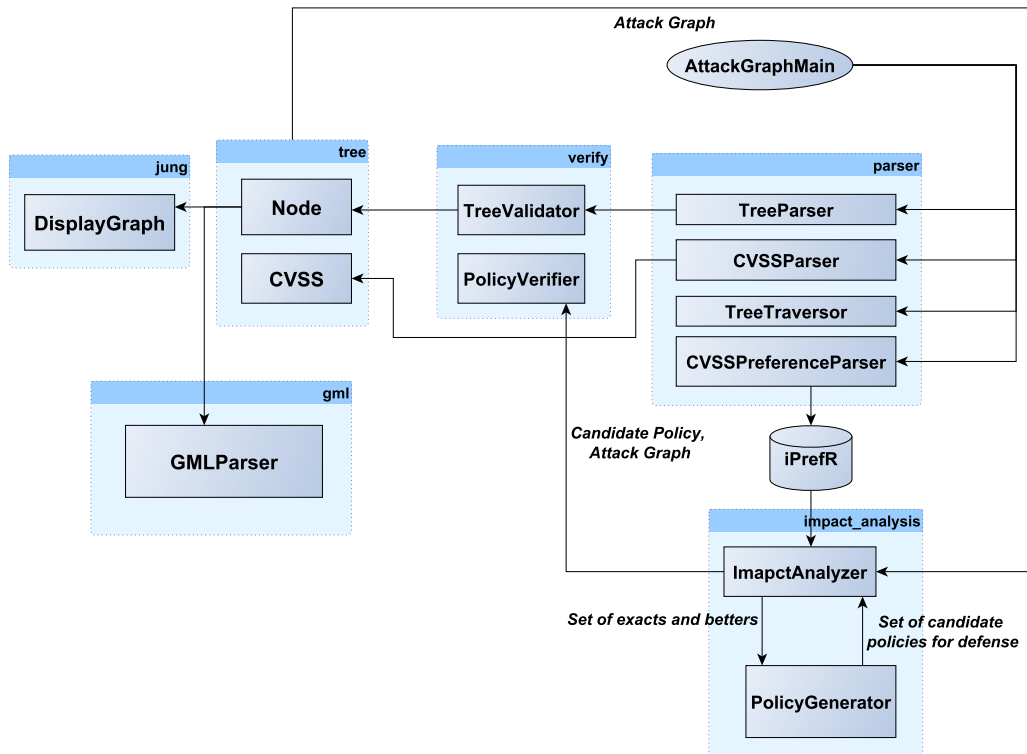 Attack Graph
AttackGraphMain
jung
tree
verify
parser
DisplayGraph
Node
TreeValidator
TreeParser
CVSS
PolicyVerifier
CVSSParser
TreeTraversor
CVSSPreferenceParser
gml
GMLParser
Candidate Policy,
Attack Graph
iPrefR
impact_analysis
ImapctAnalyzer
Set of exacts and betters
Set of candidate
policies for defense
PolicyGenerator